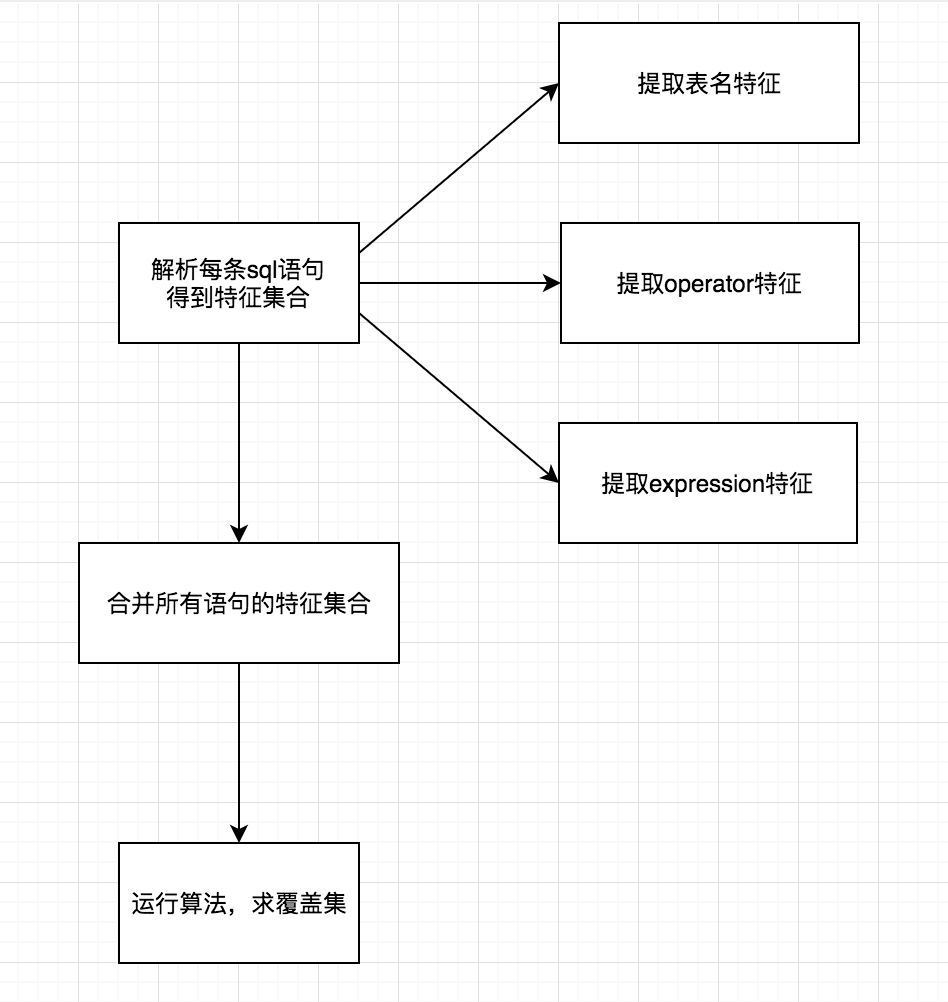 提取表名特征
解析每条sql语句
得到特征集合
提取operator特征
提取expression特征
合并所有语句的特征集合
运行算法，求覆盖集